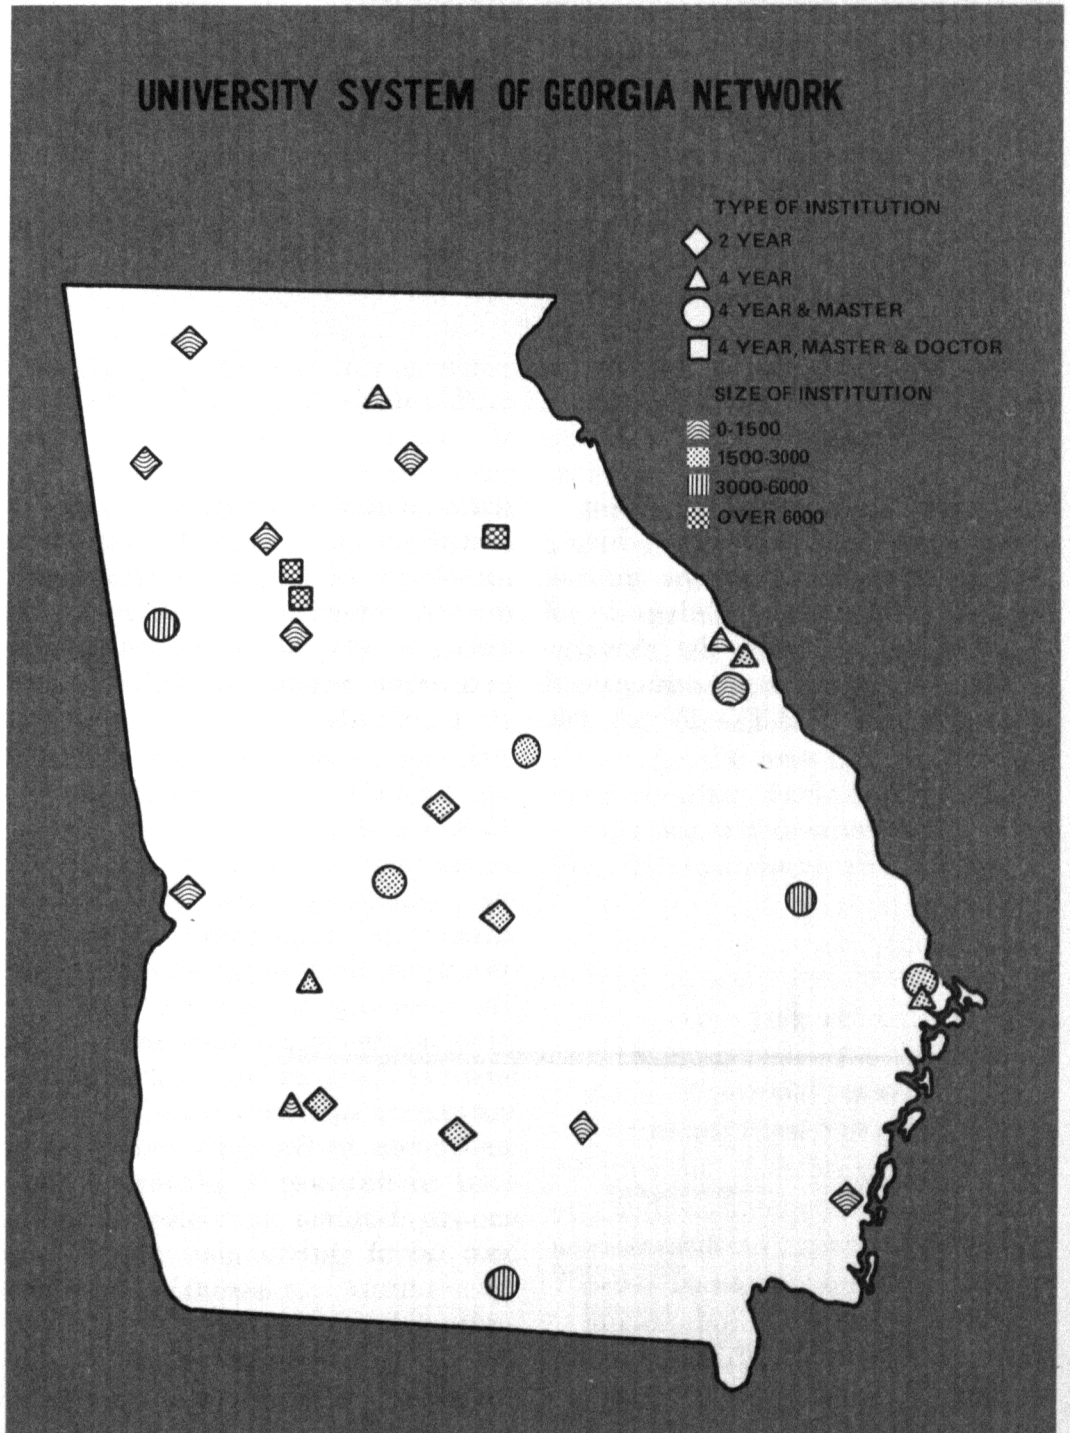 UNIVERSITY SYSTEM OF GEORGIA NETWORK
TYPE OF INSTITUTION
2 YEAR
4 YEAR
4 YEAR & MASTER
4 YEAR, MASTER & DOCTOR
SIZE OF INSTITUTION
0-1500
1500-3000
3000-6000
OVER 6000